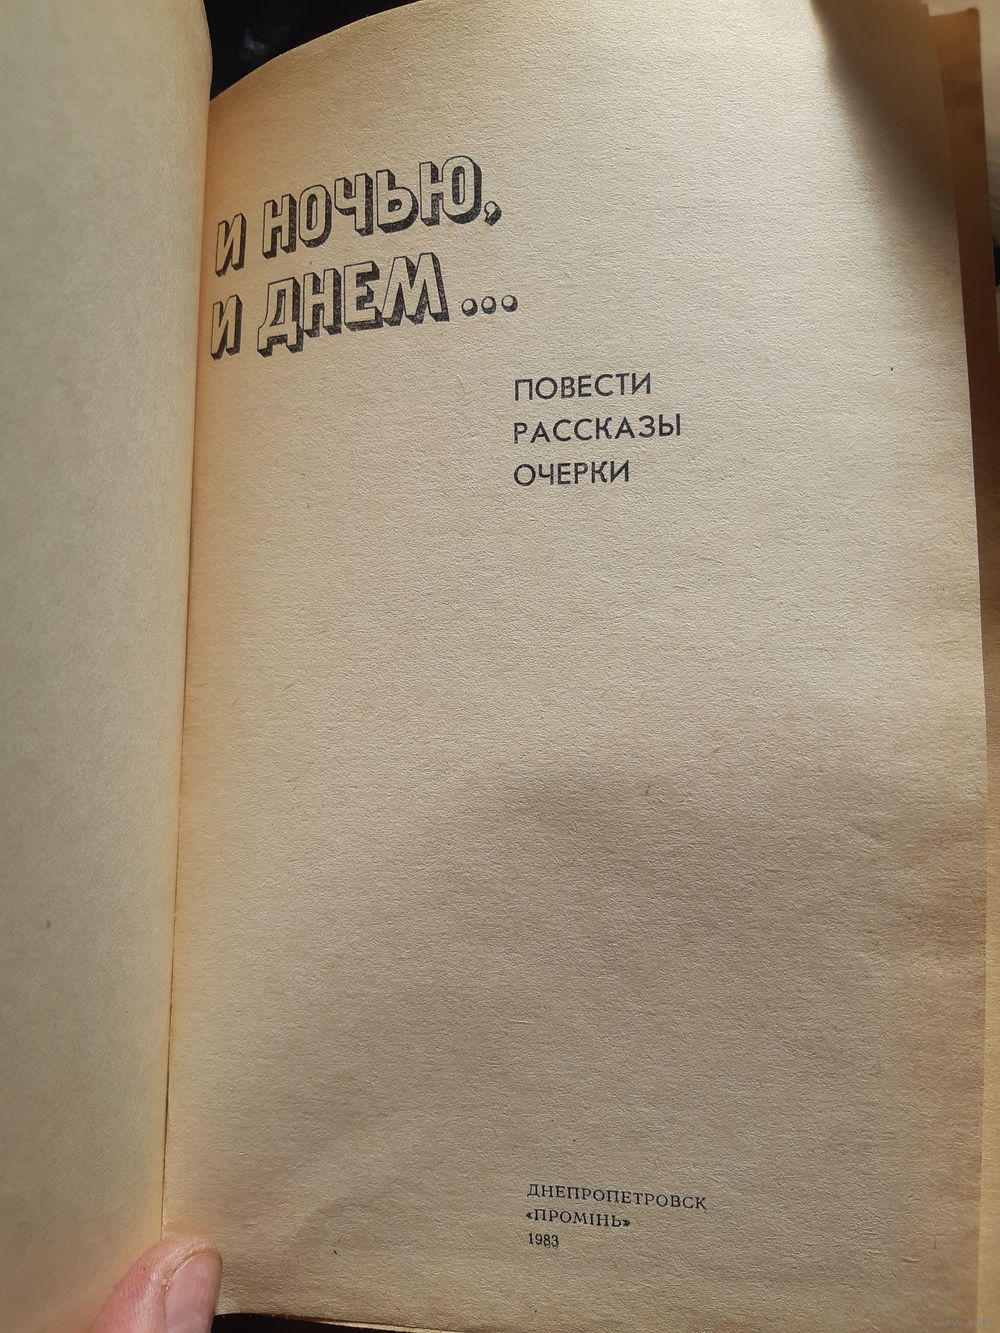 И НОЧЬЮ,
И ДНЕМ...
ПОВЕСТИ
РАССКАЗЫ
ОЧЕРКИ
ДНЕПРОПЕТРОВСК
«ПРОМІНЬ»
1983